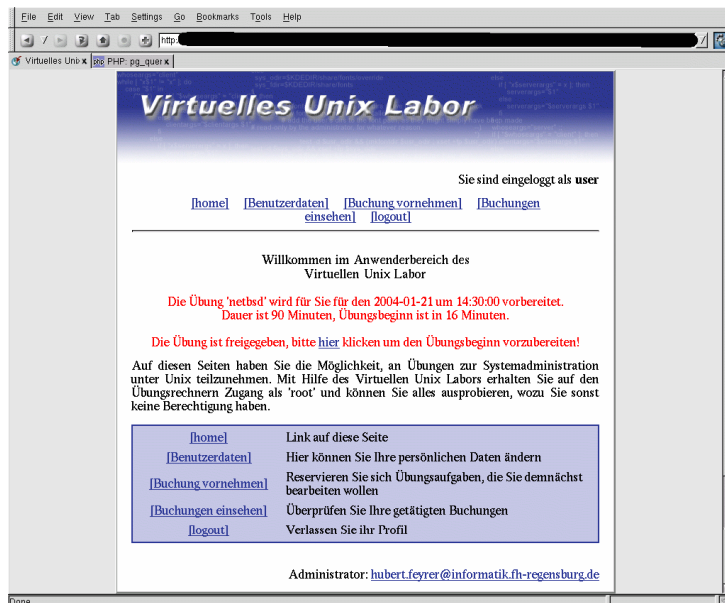 File Edit View Tab Settings Go Bookmarks Tools Help
http:
Virtuelles Unix PHP: pg_quer
Virtuelles Unix Labor
Sie sind eingeloggt als user
[home] [Benutzerdaten] [Buchung vornehmen] [Buchungen
einsehen] [logout]
Willkommen im Anwenderbereich des
Virtuellen Unix Labor
Die Übung 'netbsd' wird für Sie für den 2004-01-21 um 14:30:00 vorbereitet.
Dauer ist 90 Minuten, Übungsbeginn ist in 16 Minuten.
Die Übung ist freigegeben, bitte hier klicken um den Übungsbeginn vorzubereiten!
Auf diesen Seiten haben Sie die Möglichkeit, an Übungen zur Systemadministration
unter Unix teilzunehmen. Mit Hilfe des Virtuellen Unix Labors erhalten Sie auf den
Übungsrechnern Zugang als 'root' und können Sie alles ausprobieren, wozu Sie sonst
keine Berechtigung haben.
[home] Link auf diese Seite
[Benutzerdaten] Hier können Sie Ihre persönlichen Daten ändern
[Buchung vornehmen] Reservieren Sie sich Übungsaufgaben, die Sie demnächst
bearbeiten wollen
[Buchungen einsehen] Überprüfen Sie Ihre getätigten Buchungen
[logout] Verlassen Sie ihr Profil
Administrator: hubert.feyrer@informatik.fh-regensburg.de
Done